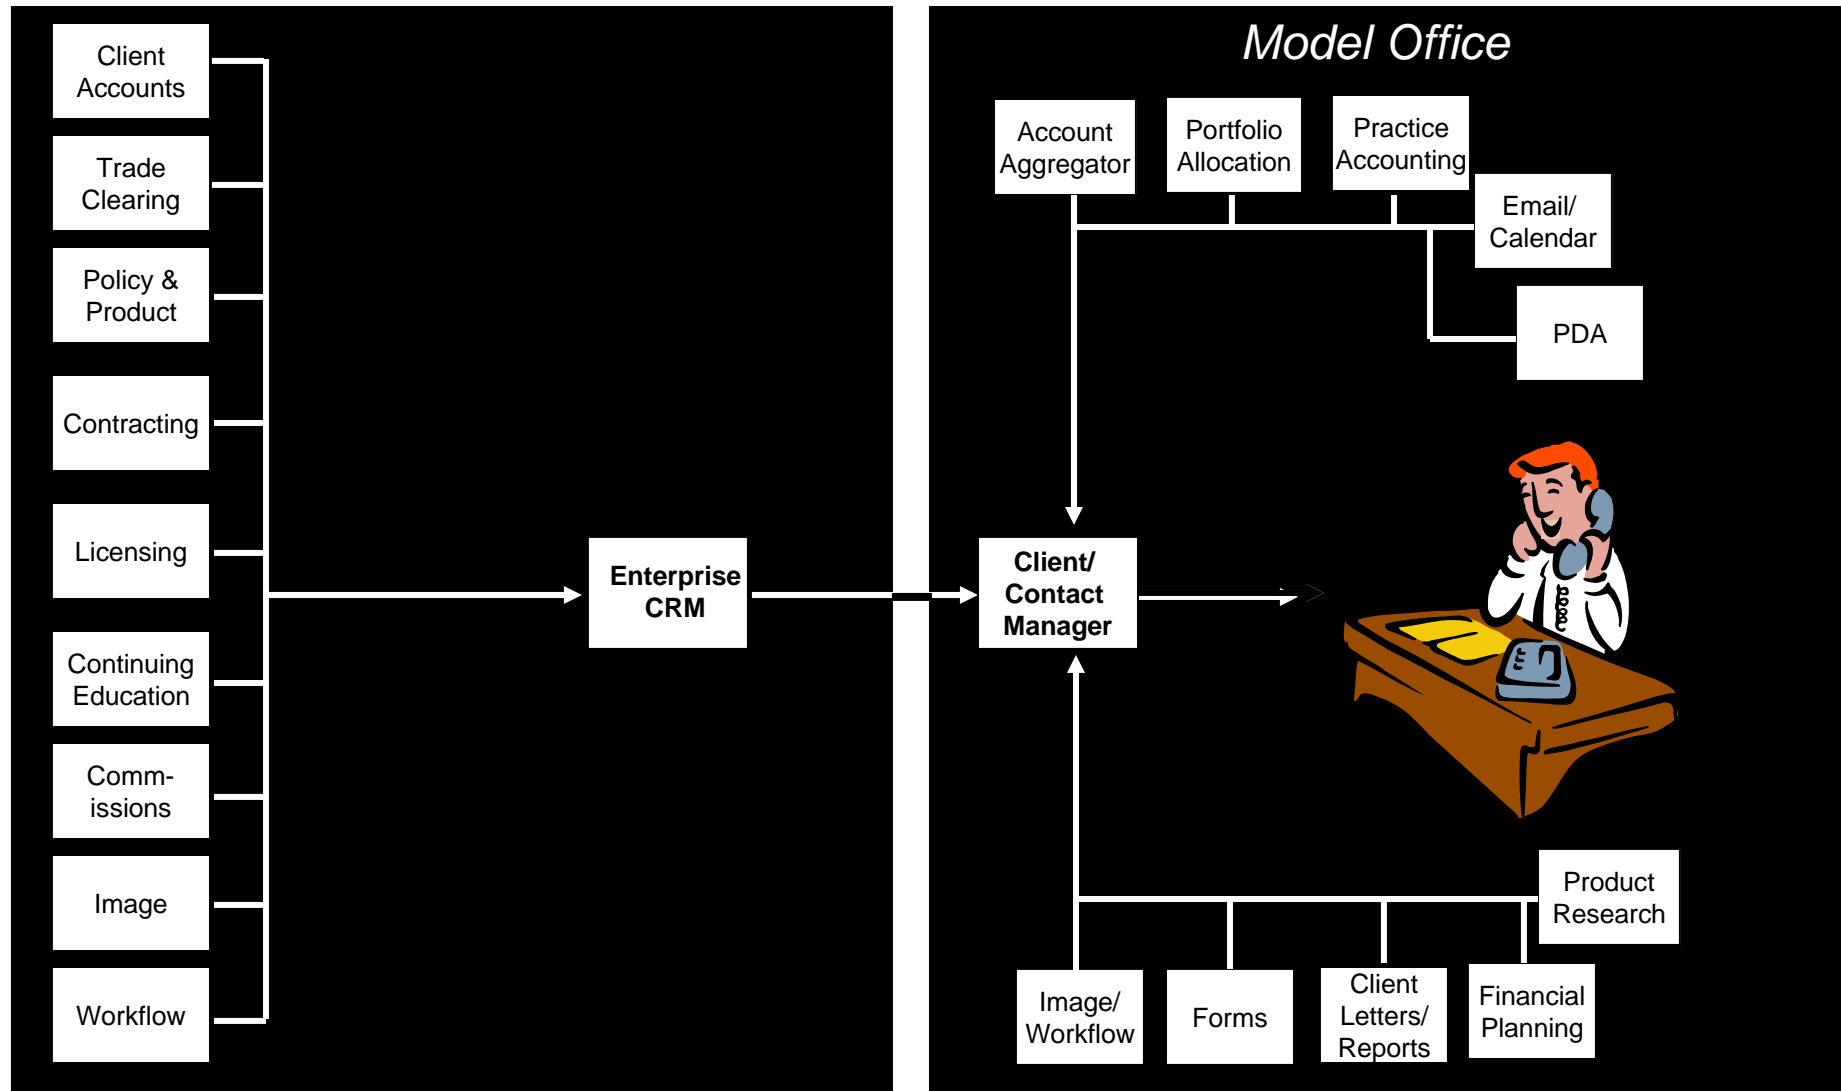 Client
Accounts
Trade
Clearing
Policy &
Product
Contracting
Licensing
Continuing
Education
Comm-
issions
Image
Workflow
Enterprise
CRM
Model Office
Account
Aggregator
Portfolio
Allocation
Practice
Accounting
Email/
Calendar
PDA
Client/
Contact
Manager
Product
Research
Image/
Workflow
Forms
Client
Letters/
Reports
Financial
Planning